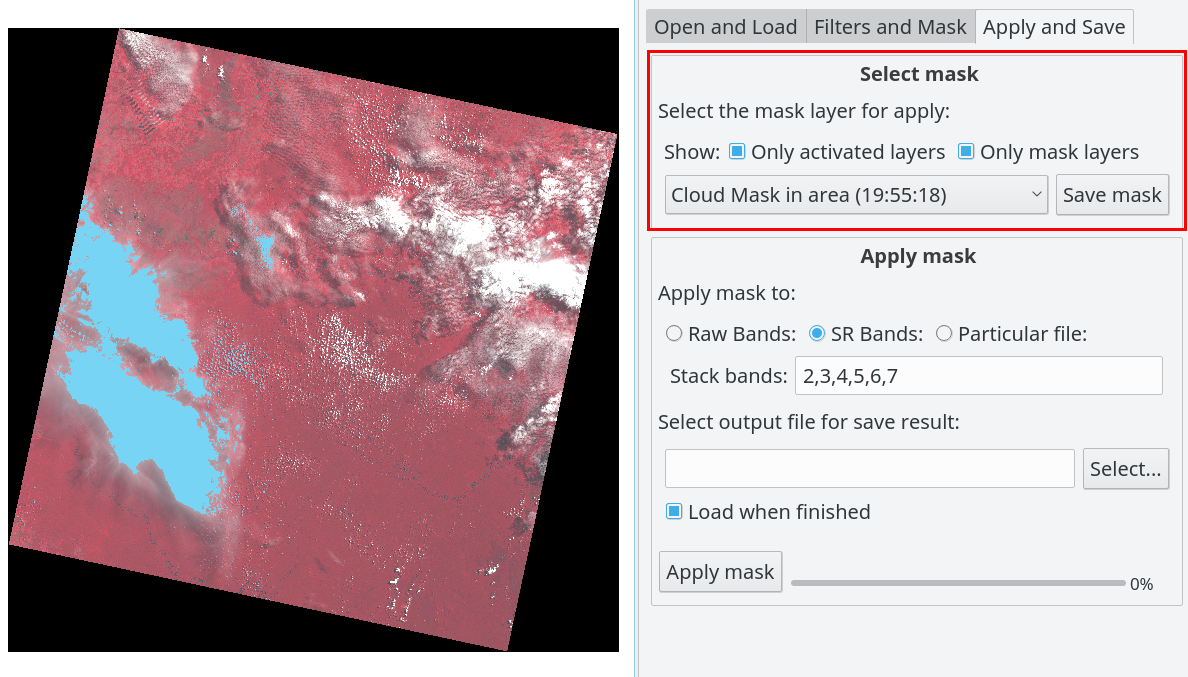 Open and Load Filters and Mask Apply and Save
Select mask
Select the mask layer for apply:
Show: Only activated layers Only mask layers
Cloud Mask in area (19:55:18) Save mask
Apply mask
Apply mask to:
Raw Bands: SR Bands: Particular file:
Stack bands: 2,3,4,5,6,7
Select output file for save result:
Select...
Load when finished
Apply mask 0%